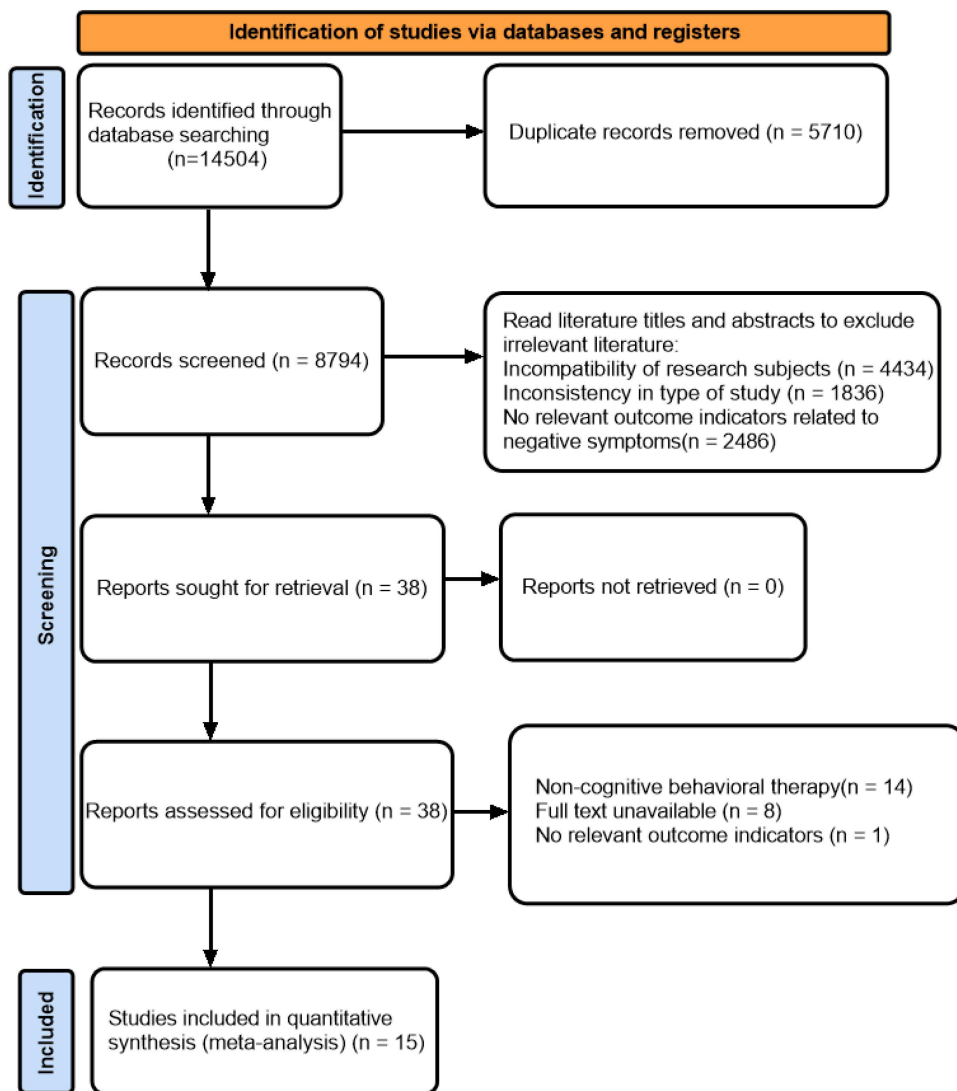 Identification of studies via databases and registers
Identification
Records identified through
database searching
(n=14504)
Duplicate records removed (n = 5710)
Screening
Records screened (n = 8794)
Read literature titles and abstracts to exclude
irrelevant literature:
Incompatibility of research subjects (n = 4434)
Inconsistency in type of study (n = 1836)
No relevant outcome indicators related to
negative symptoms(n = 2486)
Reports sought for retrieval (n = 38)
Reports not retrieved (n = 0)
Reports assessed for eligibility (n = 38)
Non-cognitive behavioral therapy(n = 14)
Full text unavailable (n = 8)
No relevant outcome indicators (n = 1)
Included
Studies included in quantitative
synthesis (meta-analysis) (n = 15)